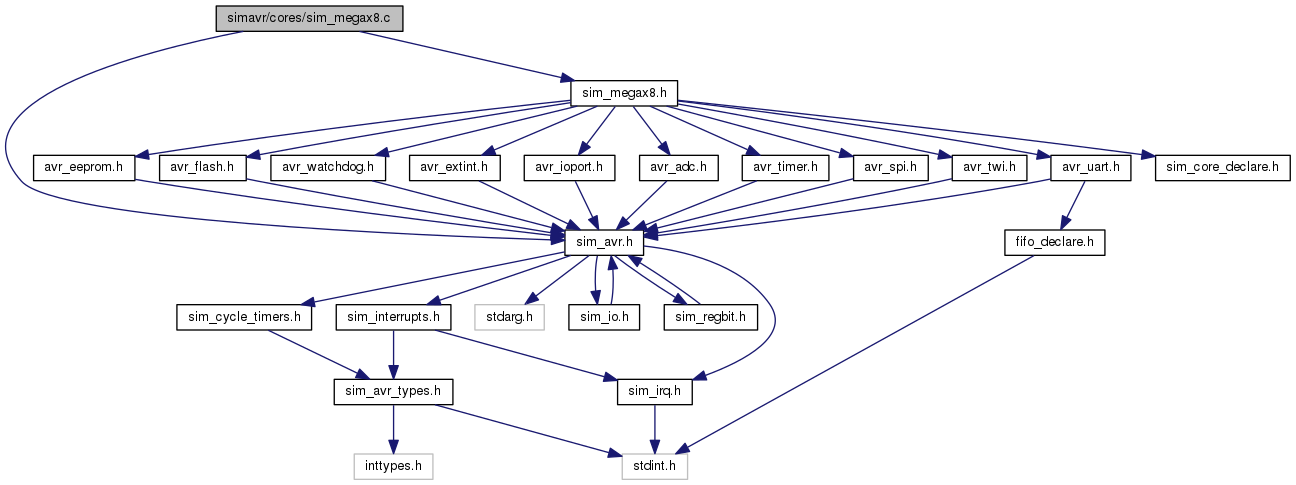 simavr/cores/sim_megax8.c
sim_megax8.h
avr_eeprom.h
avr_flash.h
avr_watchdog.h
avr_extint.h
avr_ioport.h
avr_adc.h
avr_timer.h
avr_spi.h
avr_twi.h
avr_uart.h
sim_core_declare.h
sim_avr.h
fifo_declare.h
sim_cycle_timers.h
sim_interrupts.h
stdarg.h
sim_io.h
sim_regbit.h
sim_avr_types.h
sim_irq.h
inttypes.h
stdint.h